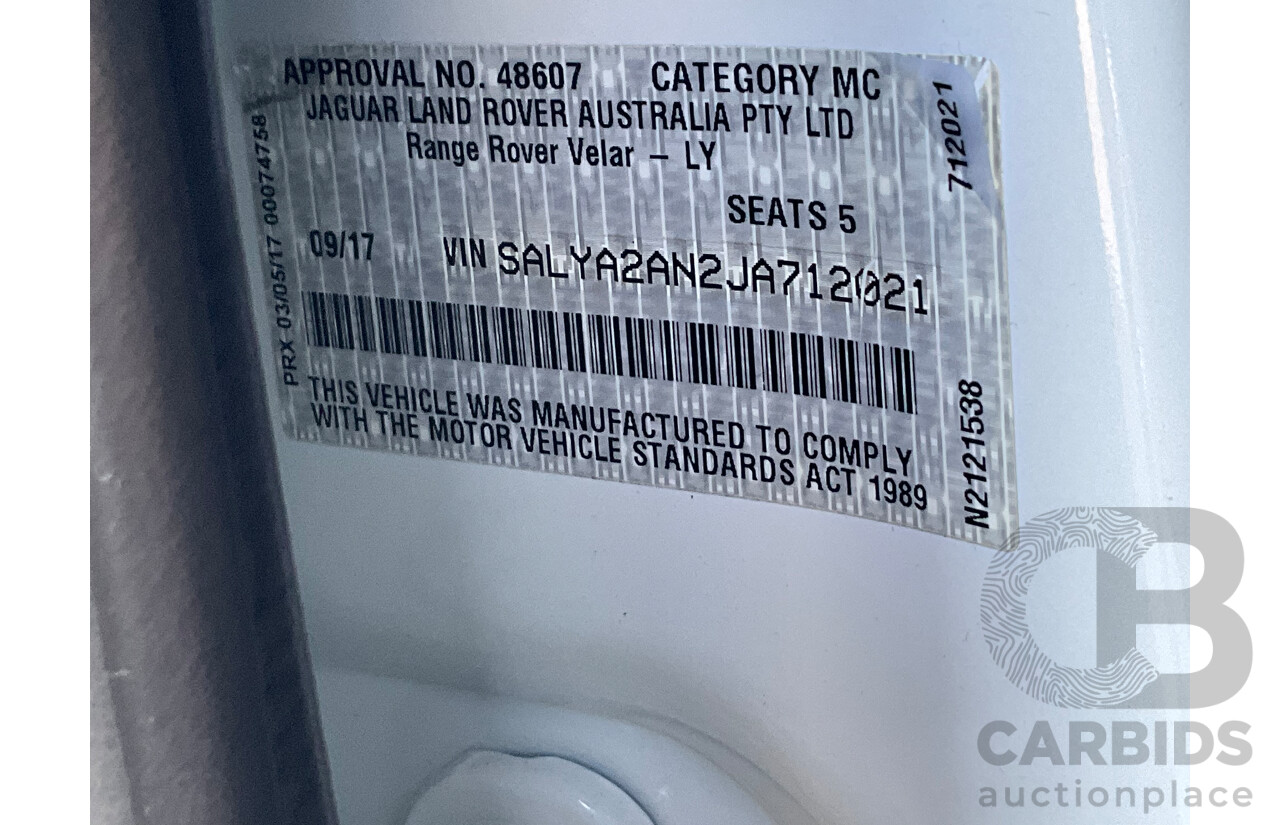 APPROVAL NO. 48607 CATEGORY MC
JAGUAR LAND ROVER AUSTRALIA PTY LTD
Range Rover Velar – LY
SEATS 5
09/17 VIN SALYA2AN2JA712021
THIS VEHICLE WAS MANUFACTURED TO COMPLY
WITH THE MOTOR VEHICLE STANDARDS ACT 1989
PRX 03/05/17 00074758
712021
N2121538
CB
CARBIDS
auctionplace